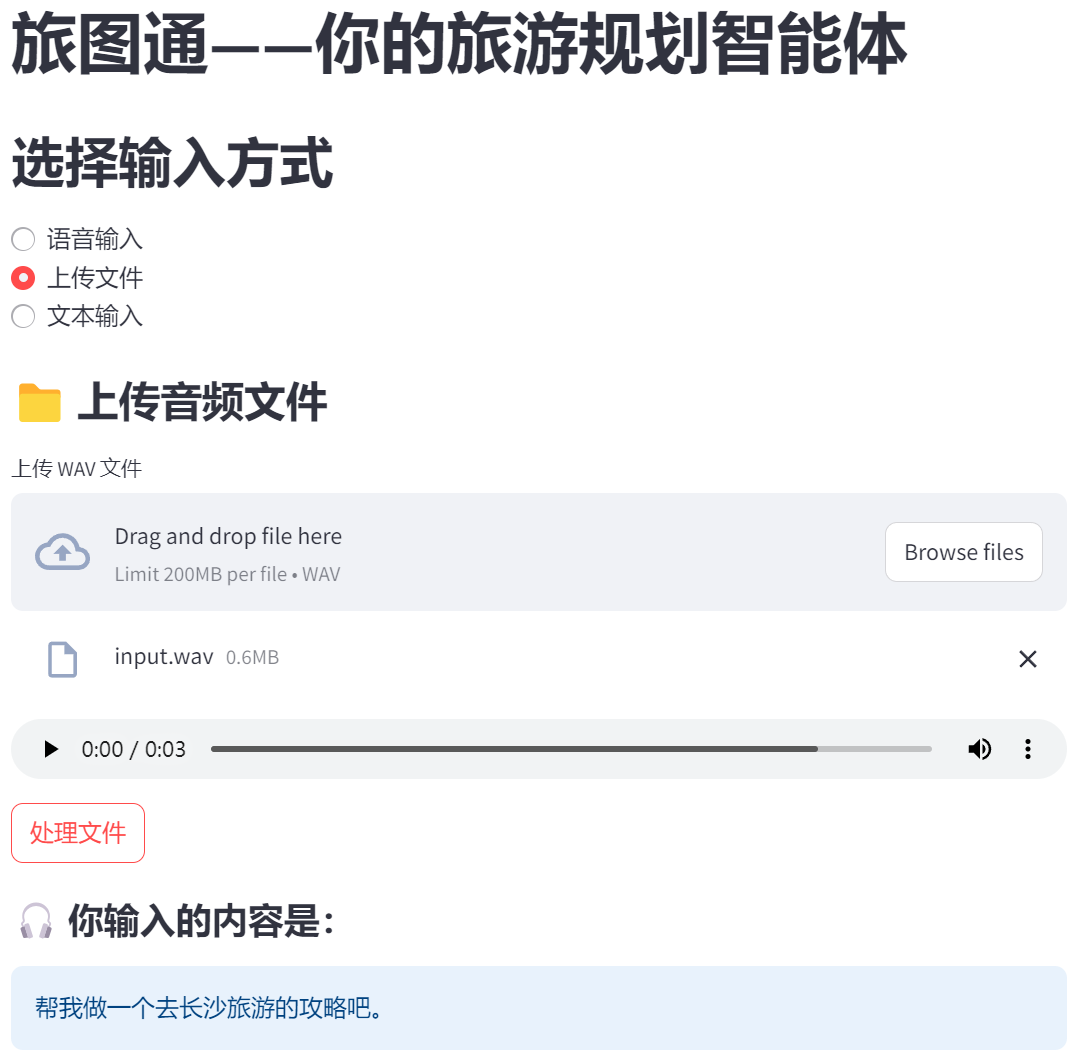 旅图通——你的旅游规划智能体
选择输入方式
语音输入
上传文件
文本输入
上传音频文件
上传 WAV 文件
Drag and drop file here
Limit 200MB per file • WAV
Browse files
input.wav 0.6MB
0:00 / 0:03
处理文件
你输入的内容是：
帮我做一个去长沙旅游的攻略吧。